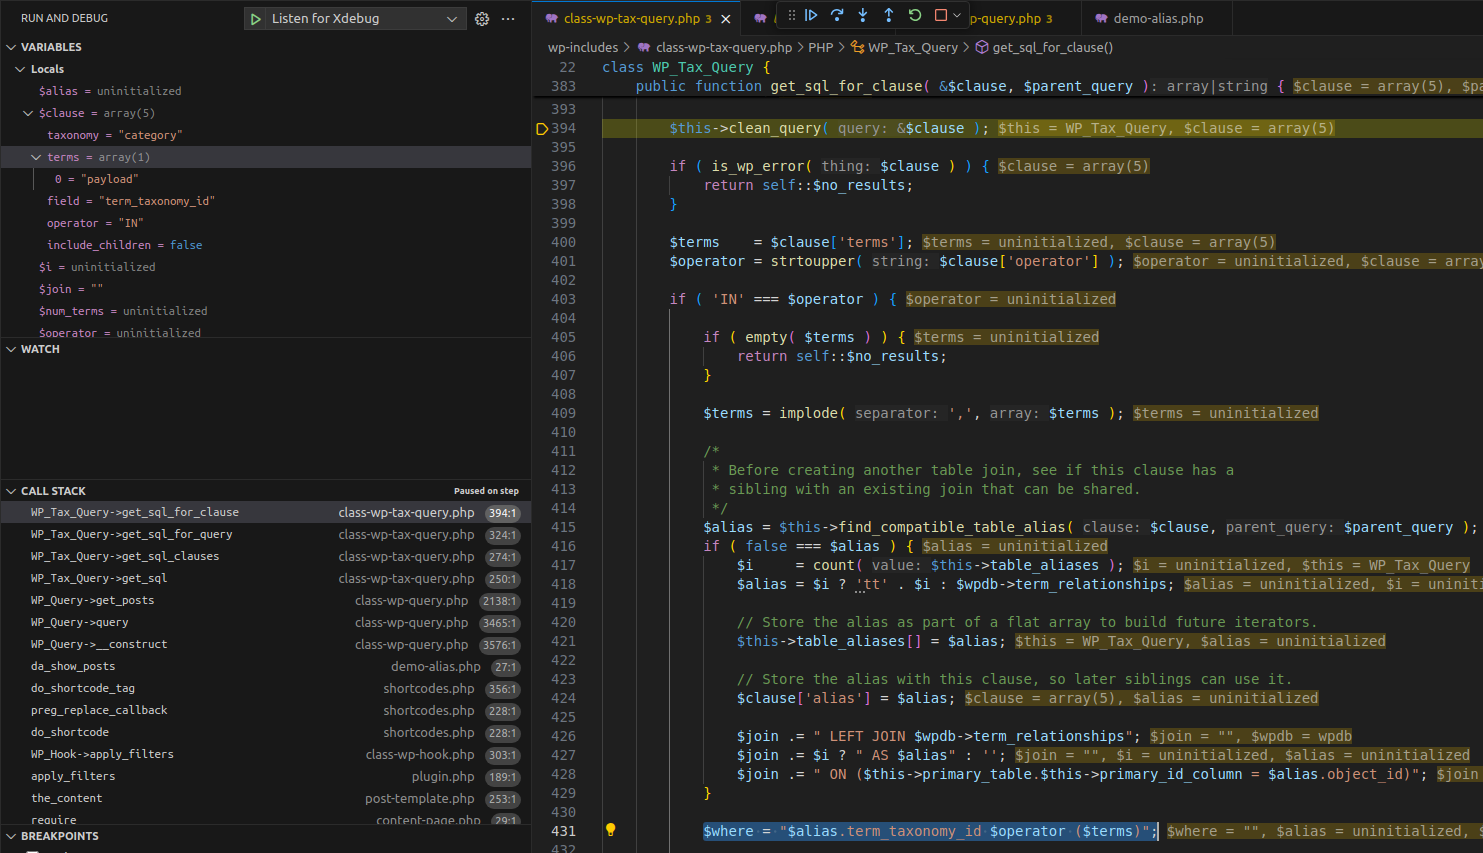 RUN AND DEBUG
Listen for Xdebug
VARIABLES
Locals
$alias = uninitialized
$clause = array(5)
taxonomy = "category"
terms = array(1)
0 = "payload"
field = "term_taxonomy_id"
operator = "IN"
include_children = false
$i = uninitialized
$join = ""
$num_terms = uninitialized
$operator = uninitialized
WATCH
CALL STACK
Paused on step
WP_Tax_Query->get_sql_for_clause class-wp-tax-query.php 394:1
WP_Tax_Query->get_sql_for_query class-wp-tax-query.php 324:1
WP_Tax_Query->get_sql_clauses class-wp-tax-query.php 274:1
WP_Tax_Query->get_sql class-wp-tax-query.php 250:1
WP_Query->get_posts class-wp-query.php 2138:1
WP_Query->query class-wp-query.php 3465:1
WP_Query->__construct class-wp-query.php 3576:1
da_show_posts demo-alias.php 27:1
do_shortcode_tag shortcodes.php 356:1
preg_replace_callback shortcodes.php 228:1
do_shortcode shortcodes.php 228:1
WP_Hook->apply_filters class-wp-hook.php 303:1
apply_filters plugin.php 189:1
the_content post-template.php 253:1
require content-page.php 29:1
BREAKPOINTS
class-wp-tax-query.php 3
p-query.php 3
demo-alias.php
wp-includes > class-wp-tax-query.php > PHP > WP_Tax_Query > get_sql_for_clause()
22 class WP_Tax_Query {
383 public function get_sql_for_clause( &$clause, $parent_query ): array|string { $clause = array(5), $pa
393
394 $this->clean_query( query: &$clause ); $this = WP_Tax_Query, $clause = array(5)
395
396 if ( is_wp_error( thing: $clause ) ) { $clause = array(5)
397 return self::$no_results;
398 }
399
400 $terms    = $clause['terms']; $terms = uninitialized, $clause = array(5)
401 $operator = strtoupper( string: $clause['operator'] ); $operator = uninitialized, $clause = array
402
403 if ( 'IN' === $operator ) { $operator = uninitialized
404
405 if ( empty( $terms ) ) { $terms = uninitialized
406 return self::$no_results;
407 }
408
409 $terms = implode( separator: ',', array: $terms ); $terms = uninitialized
410
411 /*
412 * Before creating another table join, see if this clause has a
413 * sibling with an existing join that can be shared.
414 */
415 $alias = $this->find_compatible_table_alias( clause: $clause, parent_query: $parent_query );
416 if ( false === $alias ) { $alias = uninitialized
417 $i     = count( value: $this->table_aliases ); $i = uninitialized, $this = WP_Tax_Query
418 $alias = $i ? 'tt' . $i : $wpdb->term_relationships; $alias = uninitialized, $i = uniniti
419
420 // Store the alias as part of a flat array to build future iterators.
421 $this->table_aliases[] = $alias; $this = WP_Tax_Query, $alias = uninitialized
422
423 // Store the alias with this clause, so later siblings can use it.
424 $clause['alias'] = $alias; $clause = array(5), $alias = uninitialized
425
426 $join .= " LEFT JOIN $wpdb->term_relationships"; $join = "", $wpdb = wpdb
427 $join .= $i ? " AS $alias" : ''; $join = "", $i = uninitialized, $alias = uninitialized
428 $join .= " ON ($this->primary_table.$this->primary_id_column = $alias.object_id)"; $join
429 }
430
431 $where = "$alias.term_taxonomy_id $operator ($terms)"; $where = "", $alias = uninitialized, $
432